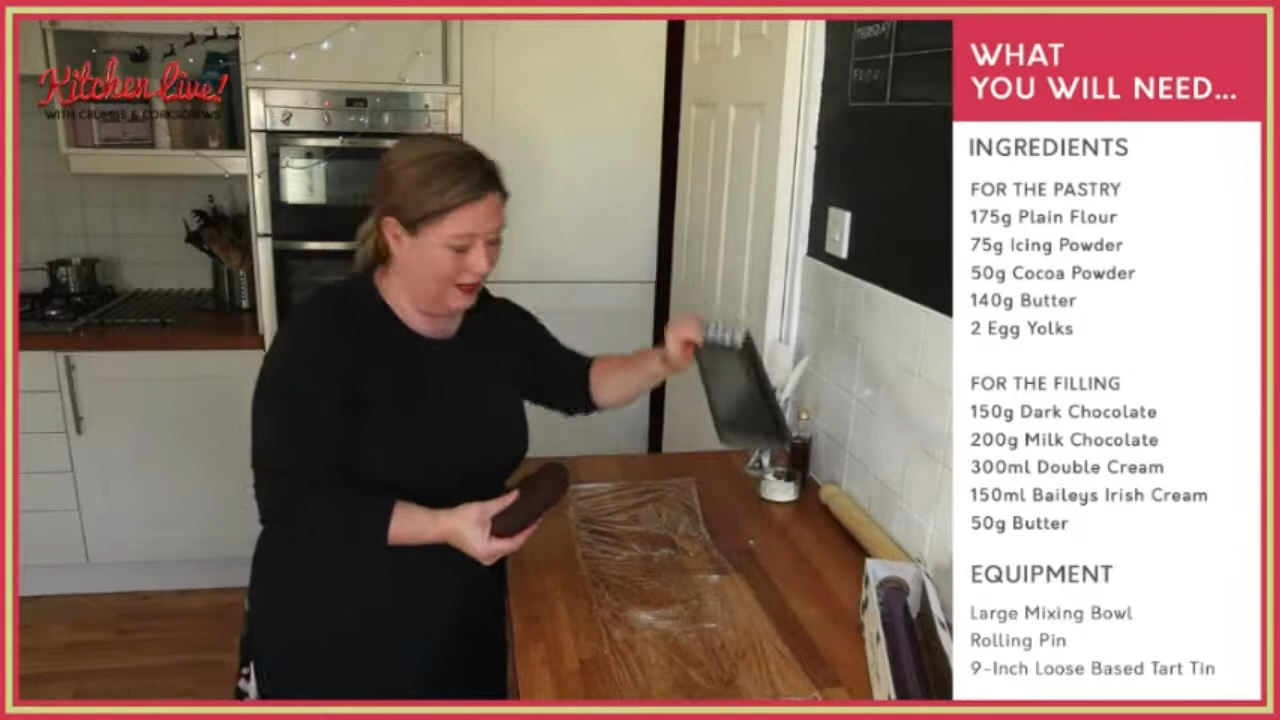 Kitchen Live!
WITH CRUMBS & CORKSCREWS
THURSDAY
FRIDAY
WHAT
YOU WILL NEED...
INGREDIENTS
FOR THE PASTRY
175g Plain Flour
75g Icing Powder
50g Cocoa Powder
140g Butter
2 Egg Yolks
FOR THE FILLING
150g Dark Chocolate
200g Milk Chocolate
300ml Double Cream
150ml Baileys Irish Cream
50g Butter
EQUIPMENT
Large Mixing Bowl
Rolling Pin
9-Inch Loose Based Tart Tin